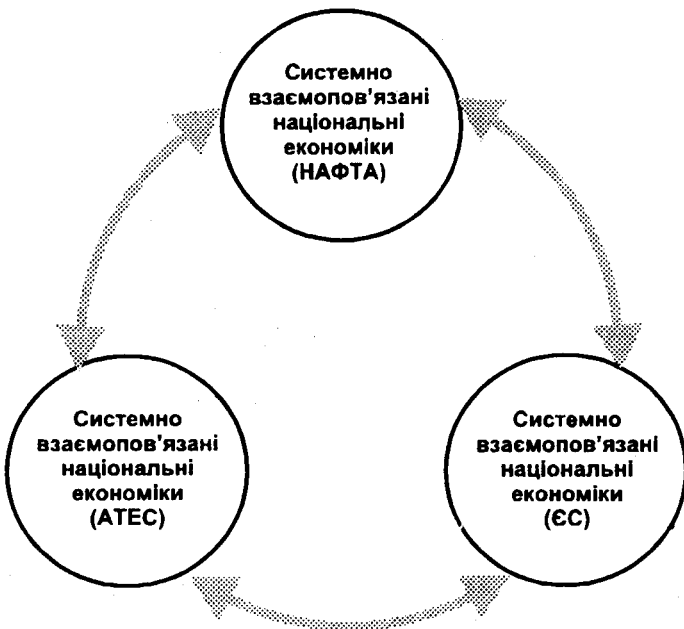 Системно
взаємопов'язані
національні
економіки
(НАФТА)
Системно
взаємопов'язані
національні
економіки
(АТЕС)
Системно
взаємопов'язані
національні
економіки
(ЄС)